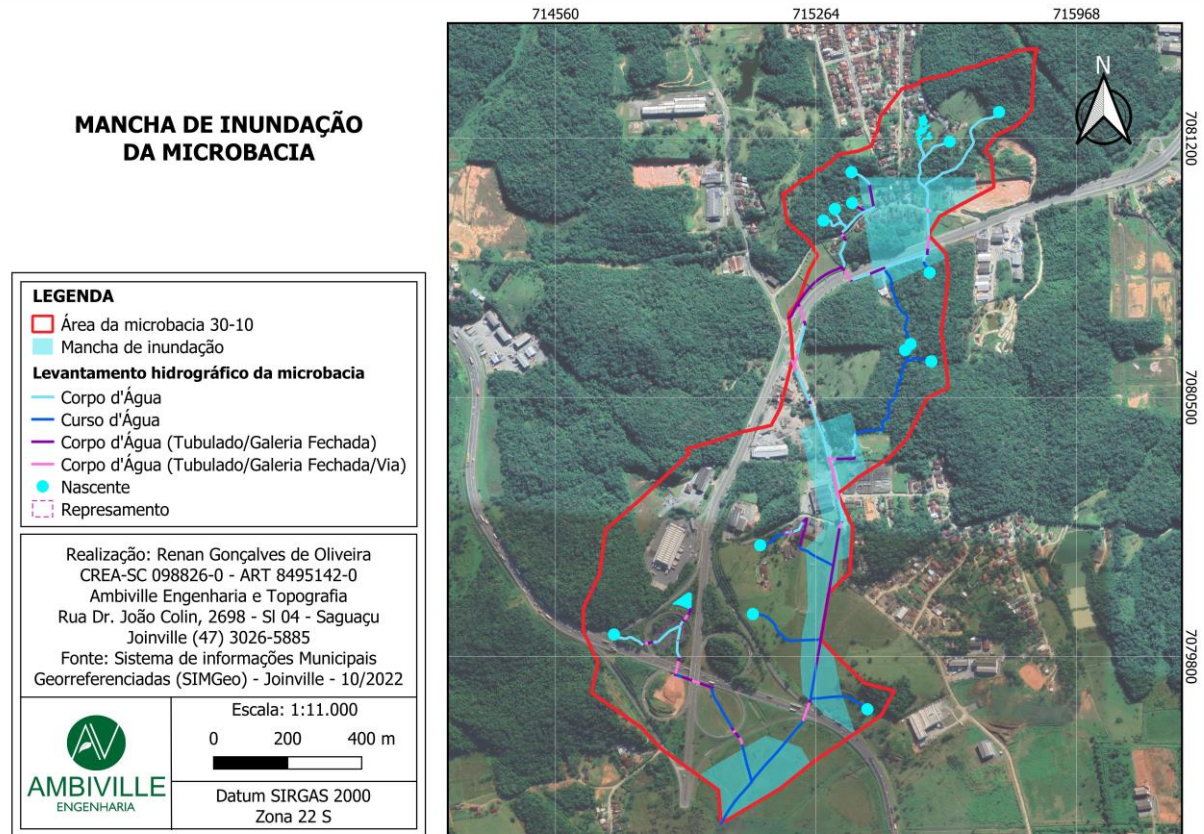 MANCHA DE INUNDAÇÃO
DA MICROBACIA
714560
715264
715968
N
7081200
7080500
7079800
LEGENDA
Área da microbacia 30-10
Mancha de inundação
Levantamento hidrográfico da microbacia
Corpo d'Água
Curso d'Água
Corpo d'Água (Tubulado/Galeria Fechada)
Corpo d'Água (Tubulado/Galeria Fechada/Via)
Nascente
Represamento
Realização: Renan Gonçalves de Oliveira
CREA-SC 098826-0 - ART 8495142-0
Ambiville Engenharia e Topografia
Rua Dr. João Colin, 2698 - Sl 04 - Saguaçu
Joinville (47) 3026-5885
Fonte: Sistema de informações Municipais
Georreferenciadas (SIMGeo) - Joinville - 10/2022
AMBIVILLE
ENGENHARIA
Escala: 1:11.000
0 200 400 m
Datum SIRGAS 2000
Zona 22 S